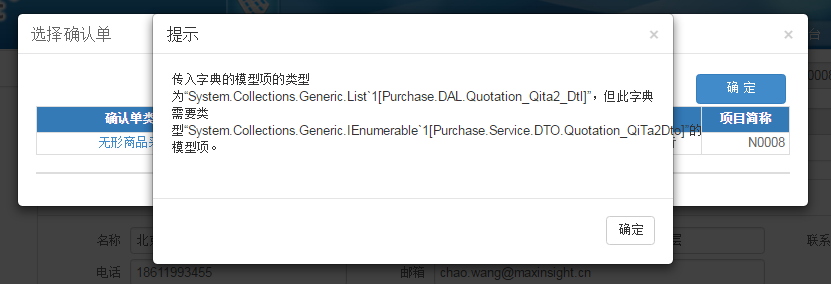 选择确认单
×
提示
×
传入字典的模型项的类型
为“System.Collections.Generic.List`1[Purchase.DAL.Quotation_Qita2_Dtl]”，但此字典
需要类
型“System.Collections.Generic.IEnumerable`1[Purchase.Service.DTO.Quotation_QiTa2Dto]”的
模型项。
确定
确 定
确认单类
项目简称
无形商品采
N0008
名称
北京
层
联系
电话
18611993455
邮箱
chao.wang@maxinsight.cn
台